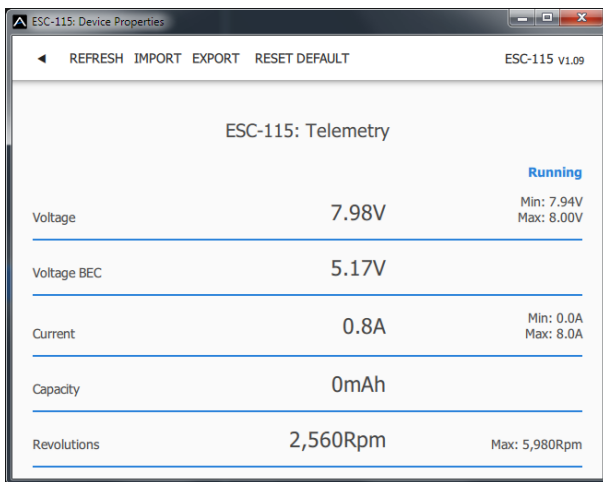 ESC-115: Device Properties
◄ REFRESH IMPORT EXPORT RESET DEFAULT ESC-115 V1.09
ESC-115: Telemetry
Running
Voltage 7.98V Min: 7.94V
Max: 8.00V
Voltage BEC 5.17V
Current 0.8A Min: 0.0A
Max: 8.0A
Capacity 0mAh
Revolutions 2,560Rpm Max: 5,980Rpm